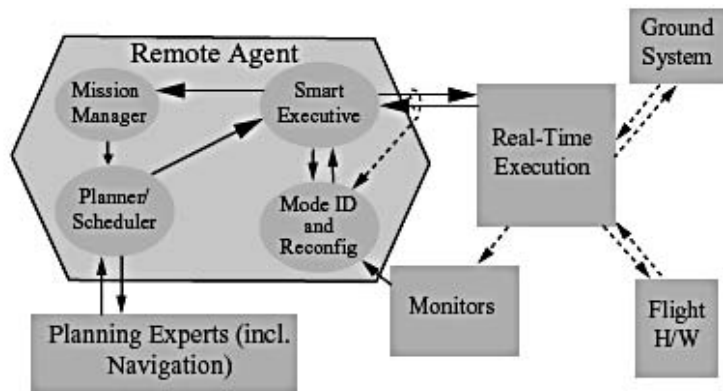 Remote Agent
Mission
Manager
Smart
Executive
Planner/
Scheduler
Mode ID
and
Reconfig
Ground
System
Real-Time
Execution
Monitors
Flight
H/W
Planning Experts (incl.
Navigation)